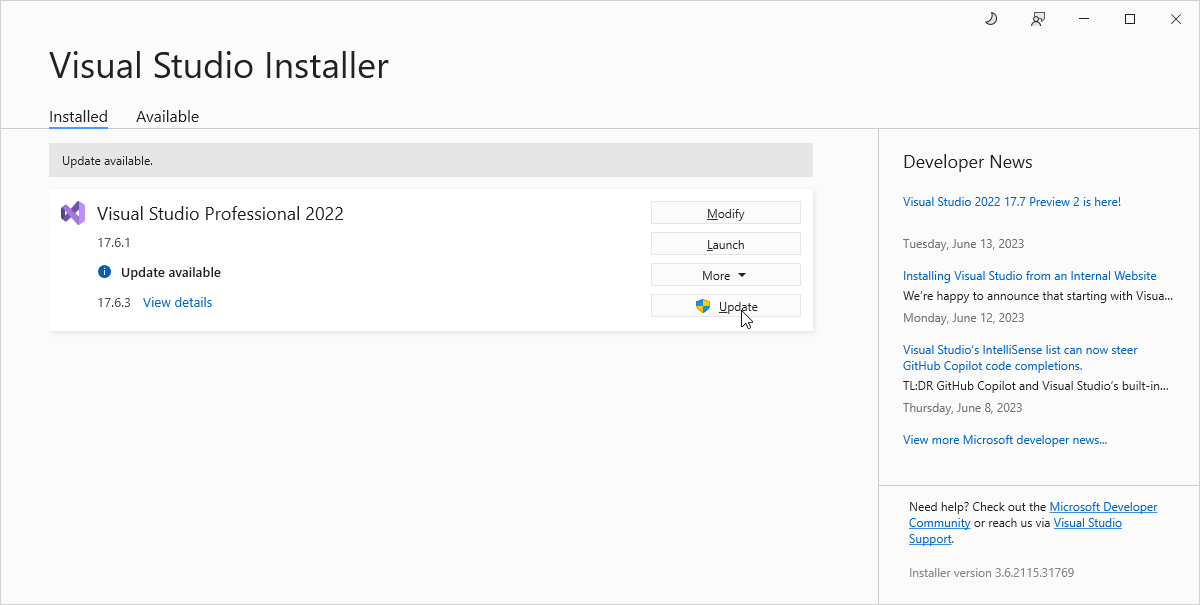 Visual Studio Installer
Installed
Available
Update available.
Visual Studio Professional 2022
17.6.1
Update available
17.6.3 View details
Modify
Launch
More
Update
Developer News
Visual Studio 2022 17.7 Preview 2 is here!
Tuesday, June 13, 2023
Installing Visual Studio from an Internal Website
We're happy to announce that starting with Visua...
Monday, June 12, 2023
Visual Studio's IntelliSense list can now steer
GitHub Copilot code completions.
TL:DR GitHub Copilot and Visual Studio's built-in...
Thursday, June 8, 2023
View more Microsoft developer news...
Need help? Check out the Microsoft Developer
Community or reach us via Visual Studio
Support.
Installer version 3.6.2115.31769